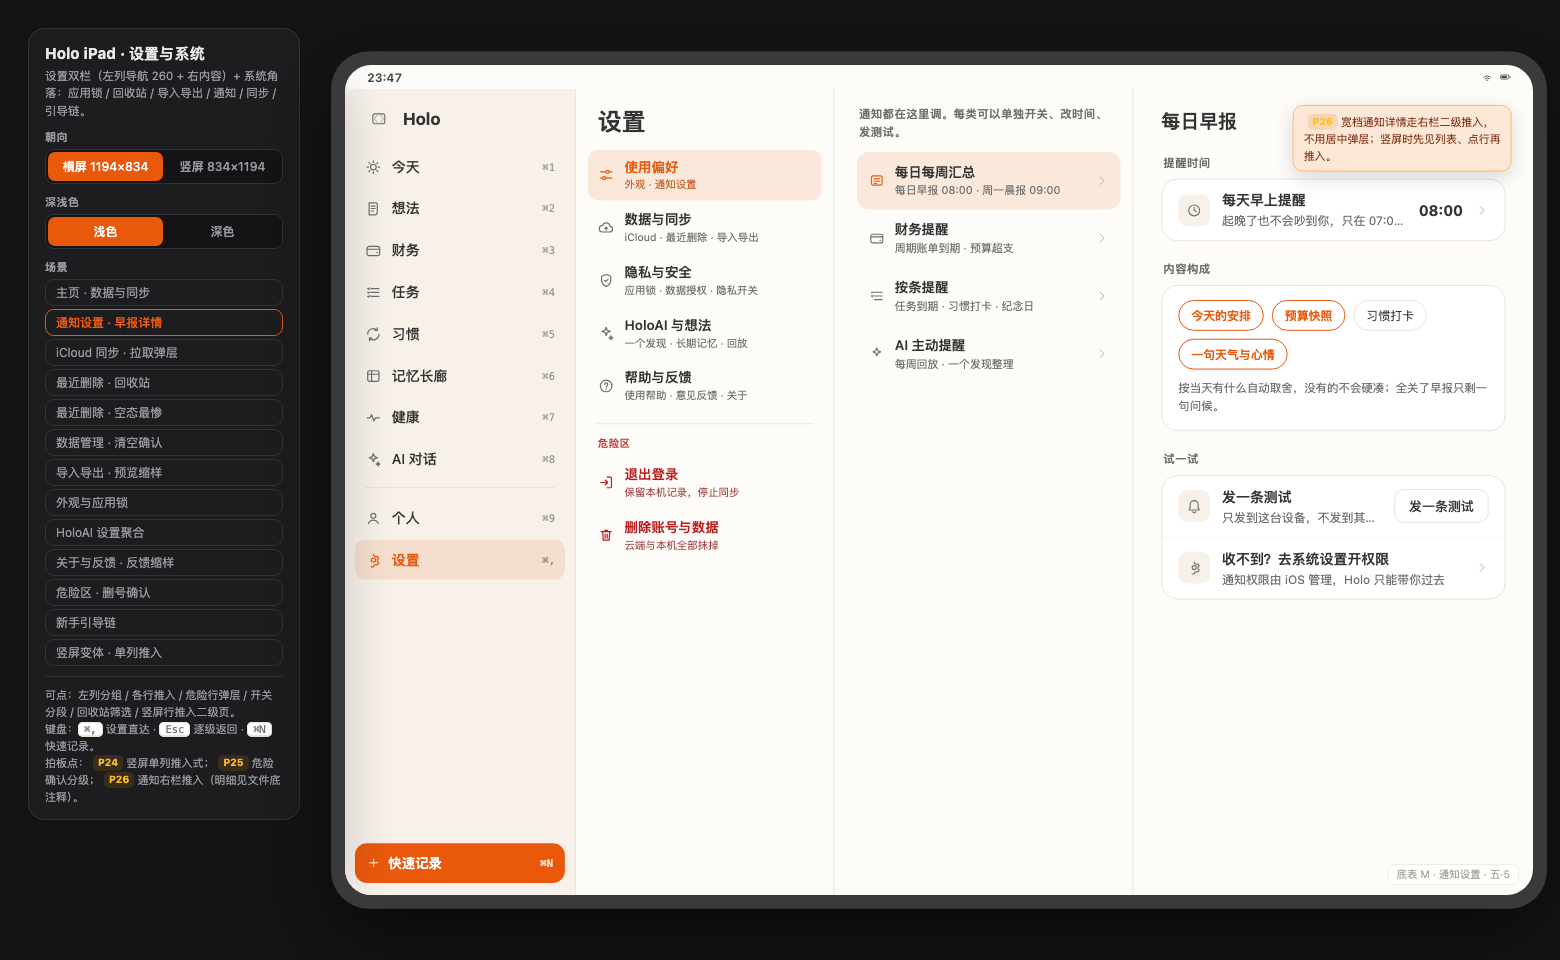 Holo iPad · 设置与系统
设置双栏（左列导航 260 + 右内容）+ 系统角
落：应用锁 / 回收站 / 导入导出 / 通知 / 同步 /
引导链。
朝向
横屏 1194×834
竖屏 834×1194
深浅色
浅色
深色
场景
主页 · 数据与同步
通知设置 · 早报详情
iCloud 同步 · 拉取弹层
最近删除 · 回收站
最近删除 · 空态最惨
数据管理 · 清空确认
导入导出 · 预览缩样
外观与应用锁
HoloAI 设置聚合
关于与反馈 · 反馈缩样
危险区 · 删号确认
新手引导链
竖屏变体 · 单列推入
可点：左列分组 / 各行推入 / 危险行弹层 / 开关
分段 / 回收站筛选 / 竖屏行推入二级页。
键盘： ⌘, 设置直达 · Esc 逐级返回 · ⌘N
快速记录。
拍板点： P24 竖屏单列推入式； P25 危险
确认分级； P26 通知右栏推入（明细见文件底
注释）。
23:47
Holo
今天 ⌘1
想法 ⌘2
财务 ⌘3
任务 ⌘4
习惯 ⌘5
记忆长廊 ⌘6
健康 ⌘7
AI 对话 ⌘8
个人 ⌘9
设置 ⌘,
+ 快速记录 ⌘N
设置
使用偏好
外观 · 通知设置
数据与同步
iCloud · 最近删除 · 导入导出
隐私与安全
应用锁 · 数据授权 · 隐私开关
HoloAI 与想法
一个发现 · 长期记忆 · 回放
帮助与反馈
使用帮助 · 意见反馈 · 关于
危险区
退出登录
保留本机记录，停止同步
删除账号与数据
云端与本机全部抹掉
通知都在这里调。每类可以单独开关、改时间、
发测试。
每日每周汇总
每日早报 08:00 · 周一晨报 09:00
财务提醒
周期账单到期 · 预算超支
按条提醒
任务到期 · 习惯打卡 · 纪念日
AI 主动提醒
每周回放 · 一个发现整理
每日早报
P26 宽档通知详情走右栏二级推入，
不用居中弹层；竖屏时先见列表、点行再
推入。
提醒时间
每天早上提醒
起晚了也不会吵到你，只在 07:0...
08:00
内容构成
今天的安排
预算快照
习惯打卡
一句天气与心情
按当天有什么自动取舍，没有的不会硬凑；全关了早报只剩一
句问候。
试一试
发一条测试
只发到这台设备，不发到其...
发一条测试
收不到？去系统设置开权限
通知权限由 iOS 管理，Holo 只能带你过去
底表 M · 通知设置 · 五·5